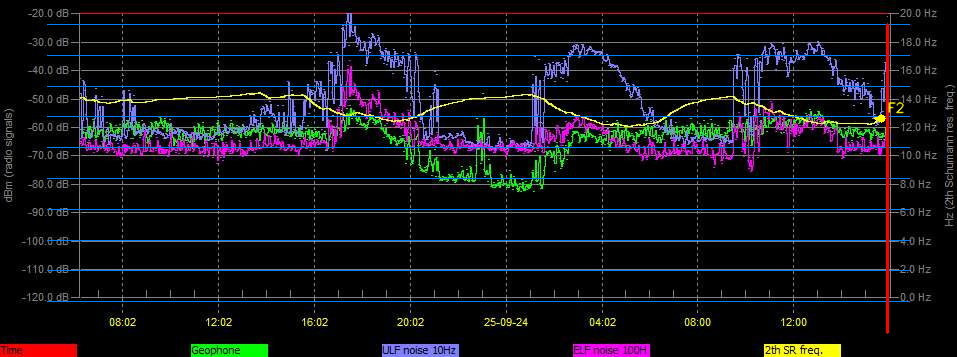 -20.0 dB 20.0 Hz
-30.0 dB 18.0 Hz
-40.0 dB 16.0 Hz
-50.0 dB 14.0 Hz
F2
-60.0 dB 12.0 Hz
-70.0 dB 10.0 Hz
-80.0 dB 8.0 Hz
-90.0 dB 6.0 Hz
-100.0 dB 4.0 Hz
-110.0 dB 2.0 Hz
-120.0 dB 0.0 Hz
dBm (radio signals)
Hz (2th Schumann res. freq.)
08:02 12:02 16:02 20:02 25-09-24 04:02 08:00 12:00
Time Geophone ULF noise 10Hz ELF noise 100H 2th SR freq.